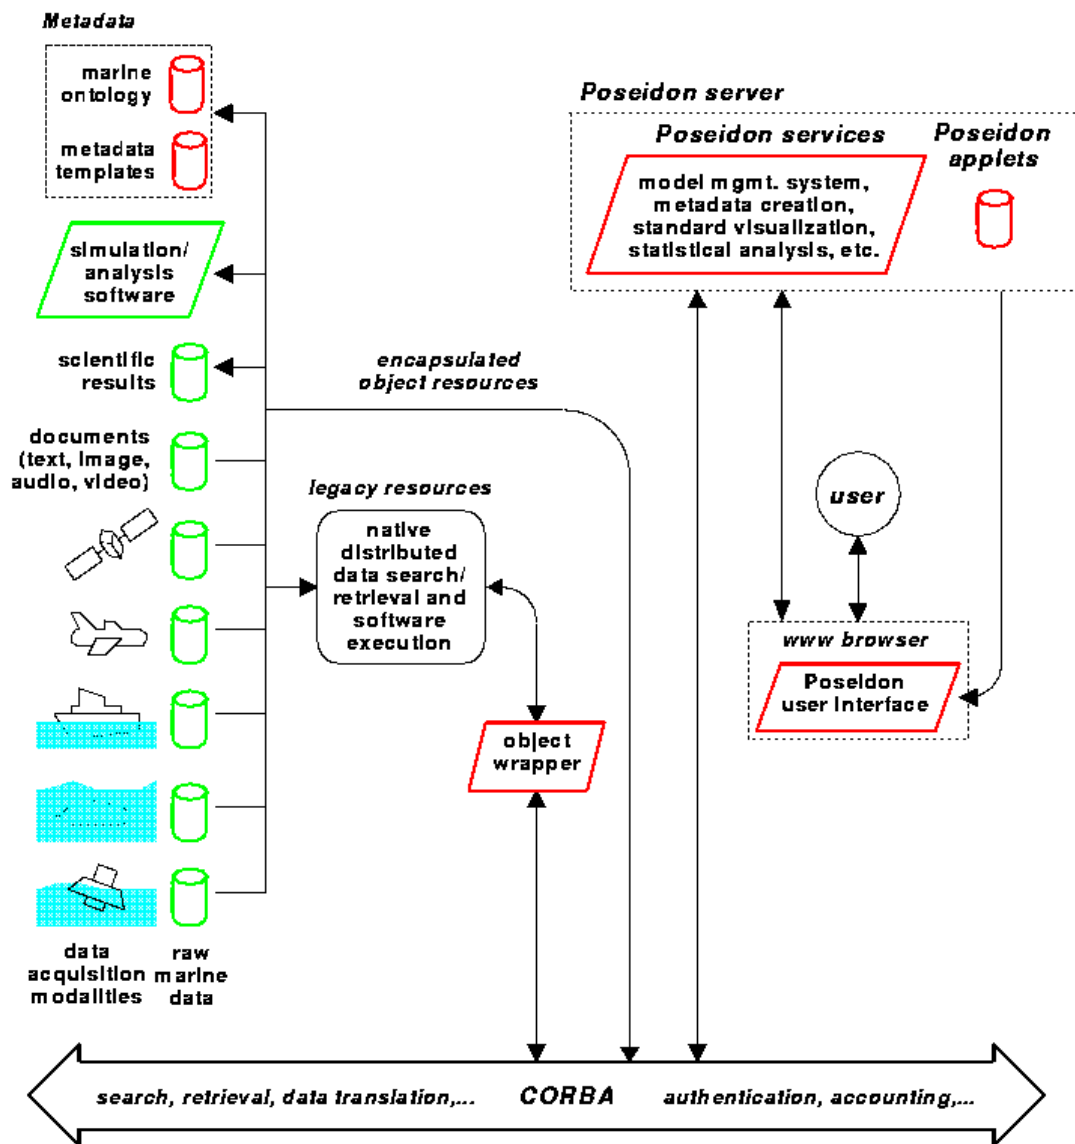 Metadata
marine
ontology
metadata
templates
simulation/
analysis
software
scientific
results
documents
(text, image,
audio, video)
data
acquisition
modalities
raw
marine
data
encapsulated
object resources
legacy resources
native
distributed
data search/
retrieval and
software
execution
object
wrapper
Poseidon server
Poseidon services
model mgmt. system,
metadata creation,
standard visualization,
statistical analysis, etc.
Poseidon
applets
user
www browser
Poseidon
user interface
search, retrieval, data translation,... CORBA authentication, accounting,...